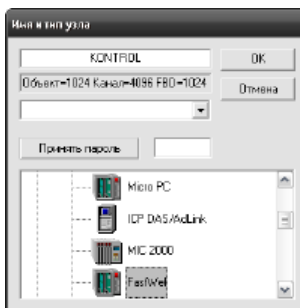 Имя и тип узла
KONTROL
OK
Объект=1024 Канал=4096 FBD=1024
Отмена
Принять пароль
Micro PC
ICP DAS/AdLink
MIC 2000
FastWel